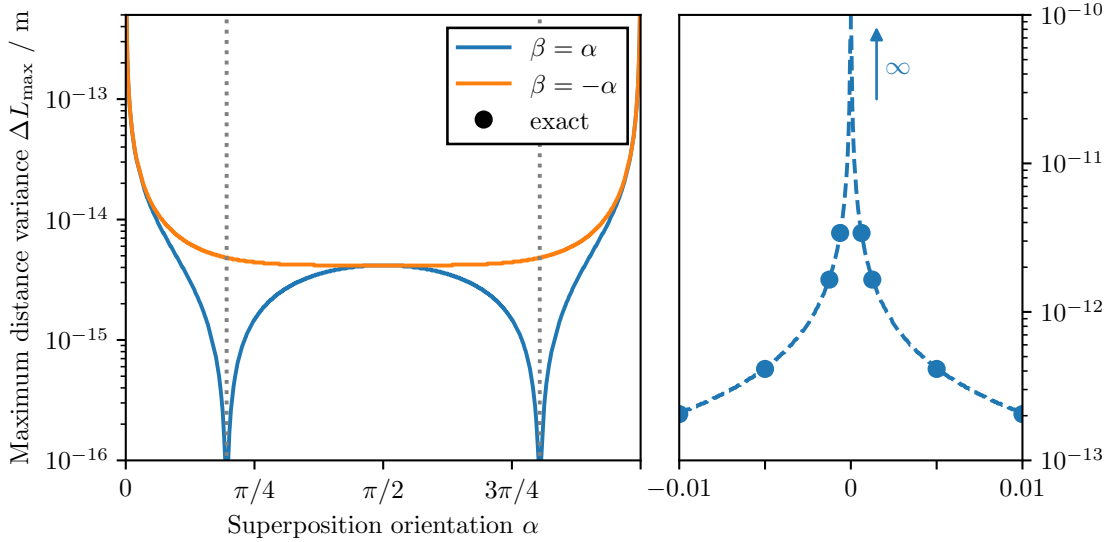 Maximum distance variance ΔL_max / m
10⁻¹³
10⁻¹⁴
10⁻¹⁵
10⁻¹⁶
0
π/4
π/2
3π/4
Superposition orientation α
β = α
β = −α
exact
∞
10⁻¹⁰
10⁻¹¹
10⁻¹²
10⁻¹³
−0.01
0
0.01